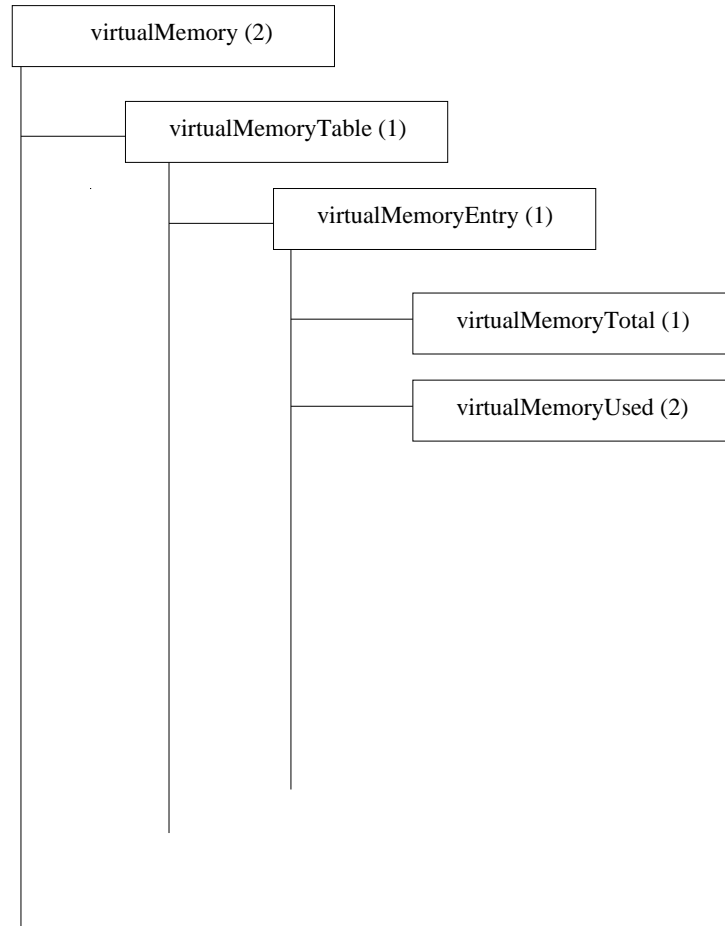 virtualMemory (2)
virtualMemoryTable (1)
virtualMemoryEntry (1)
virtualMemoryTotal (1)
virtualMemoryUsed (2)